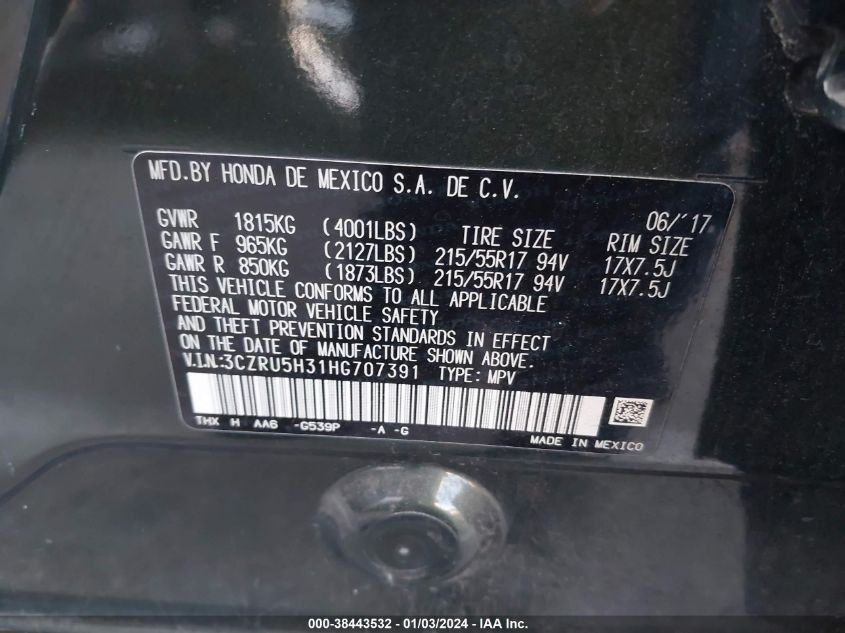 MFD.BY HONDA DE MEXICO S.A. DE C.V.
06/'17
GVWR 1815KG (4001LBS) TIRE SIZE RIM SIZE
GAWR F 965KG (2127LBS) 215/55R17 94V 17X7.5J
GAWR R 850KG (1873LBS) 215/55R17 94V 17X7.5J
THIS VEHICLE CONFORMS TO ALL APPLICABLE
FEDERAL MOTOR VEHICLE SAFETY
AND THEFT PREVENTION STANDARDS IN EFFECT
ON THE DATE OF MANUFACTURE SHOWN ABOVE.
V.I.N.:3CZRU5H31HG707391 TYPE: MPV
THX H AA6 -G539P -A -G
MADE IN MEXICO
000-38443532 - 01/03/2024 - IAA Inc.